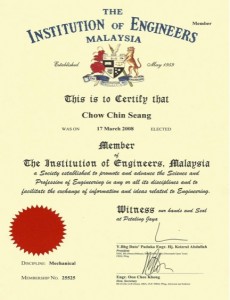 THE
INSTITUTION OF ENGINEERS
MALAYSIA
Member
Established May 1959
This is to Certify that
Chow Chin Seang
WAS ON 17 March 2008 ELECTED
Member
of
The Institution of Engineers, Malaysia
a Society established to promote and advance the Science and
Profession of Engineering in any or all its disciplines and to
facilitate the exchange of information and ideas related to Engineering.
Witness our hands and Seal
at Petaling Jaya
DISCIPLINE: Mechanical
MEMBERSHIP NO. 25525